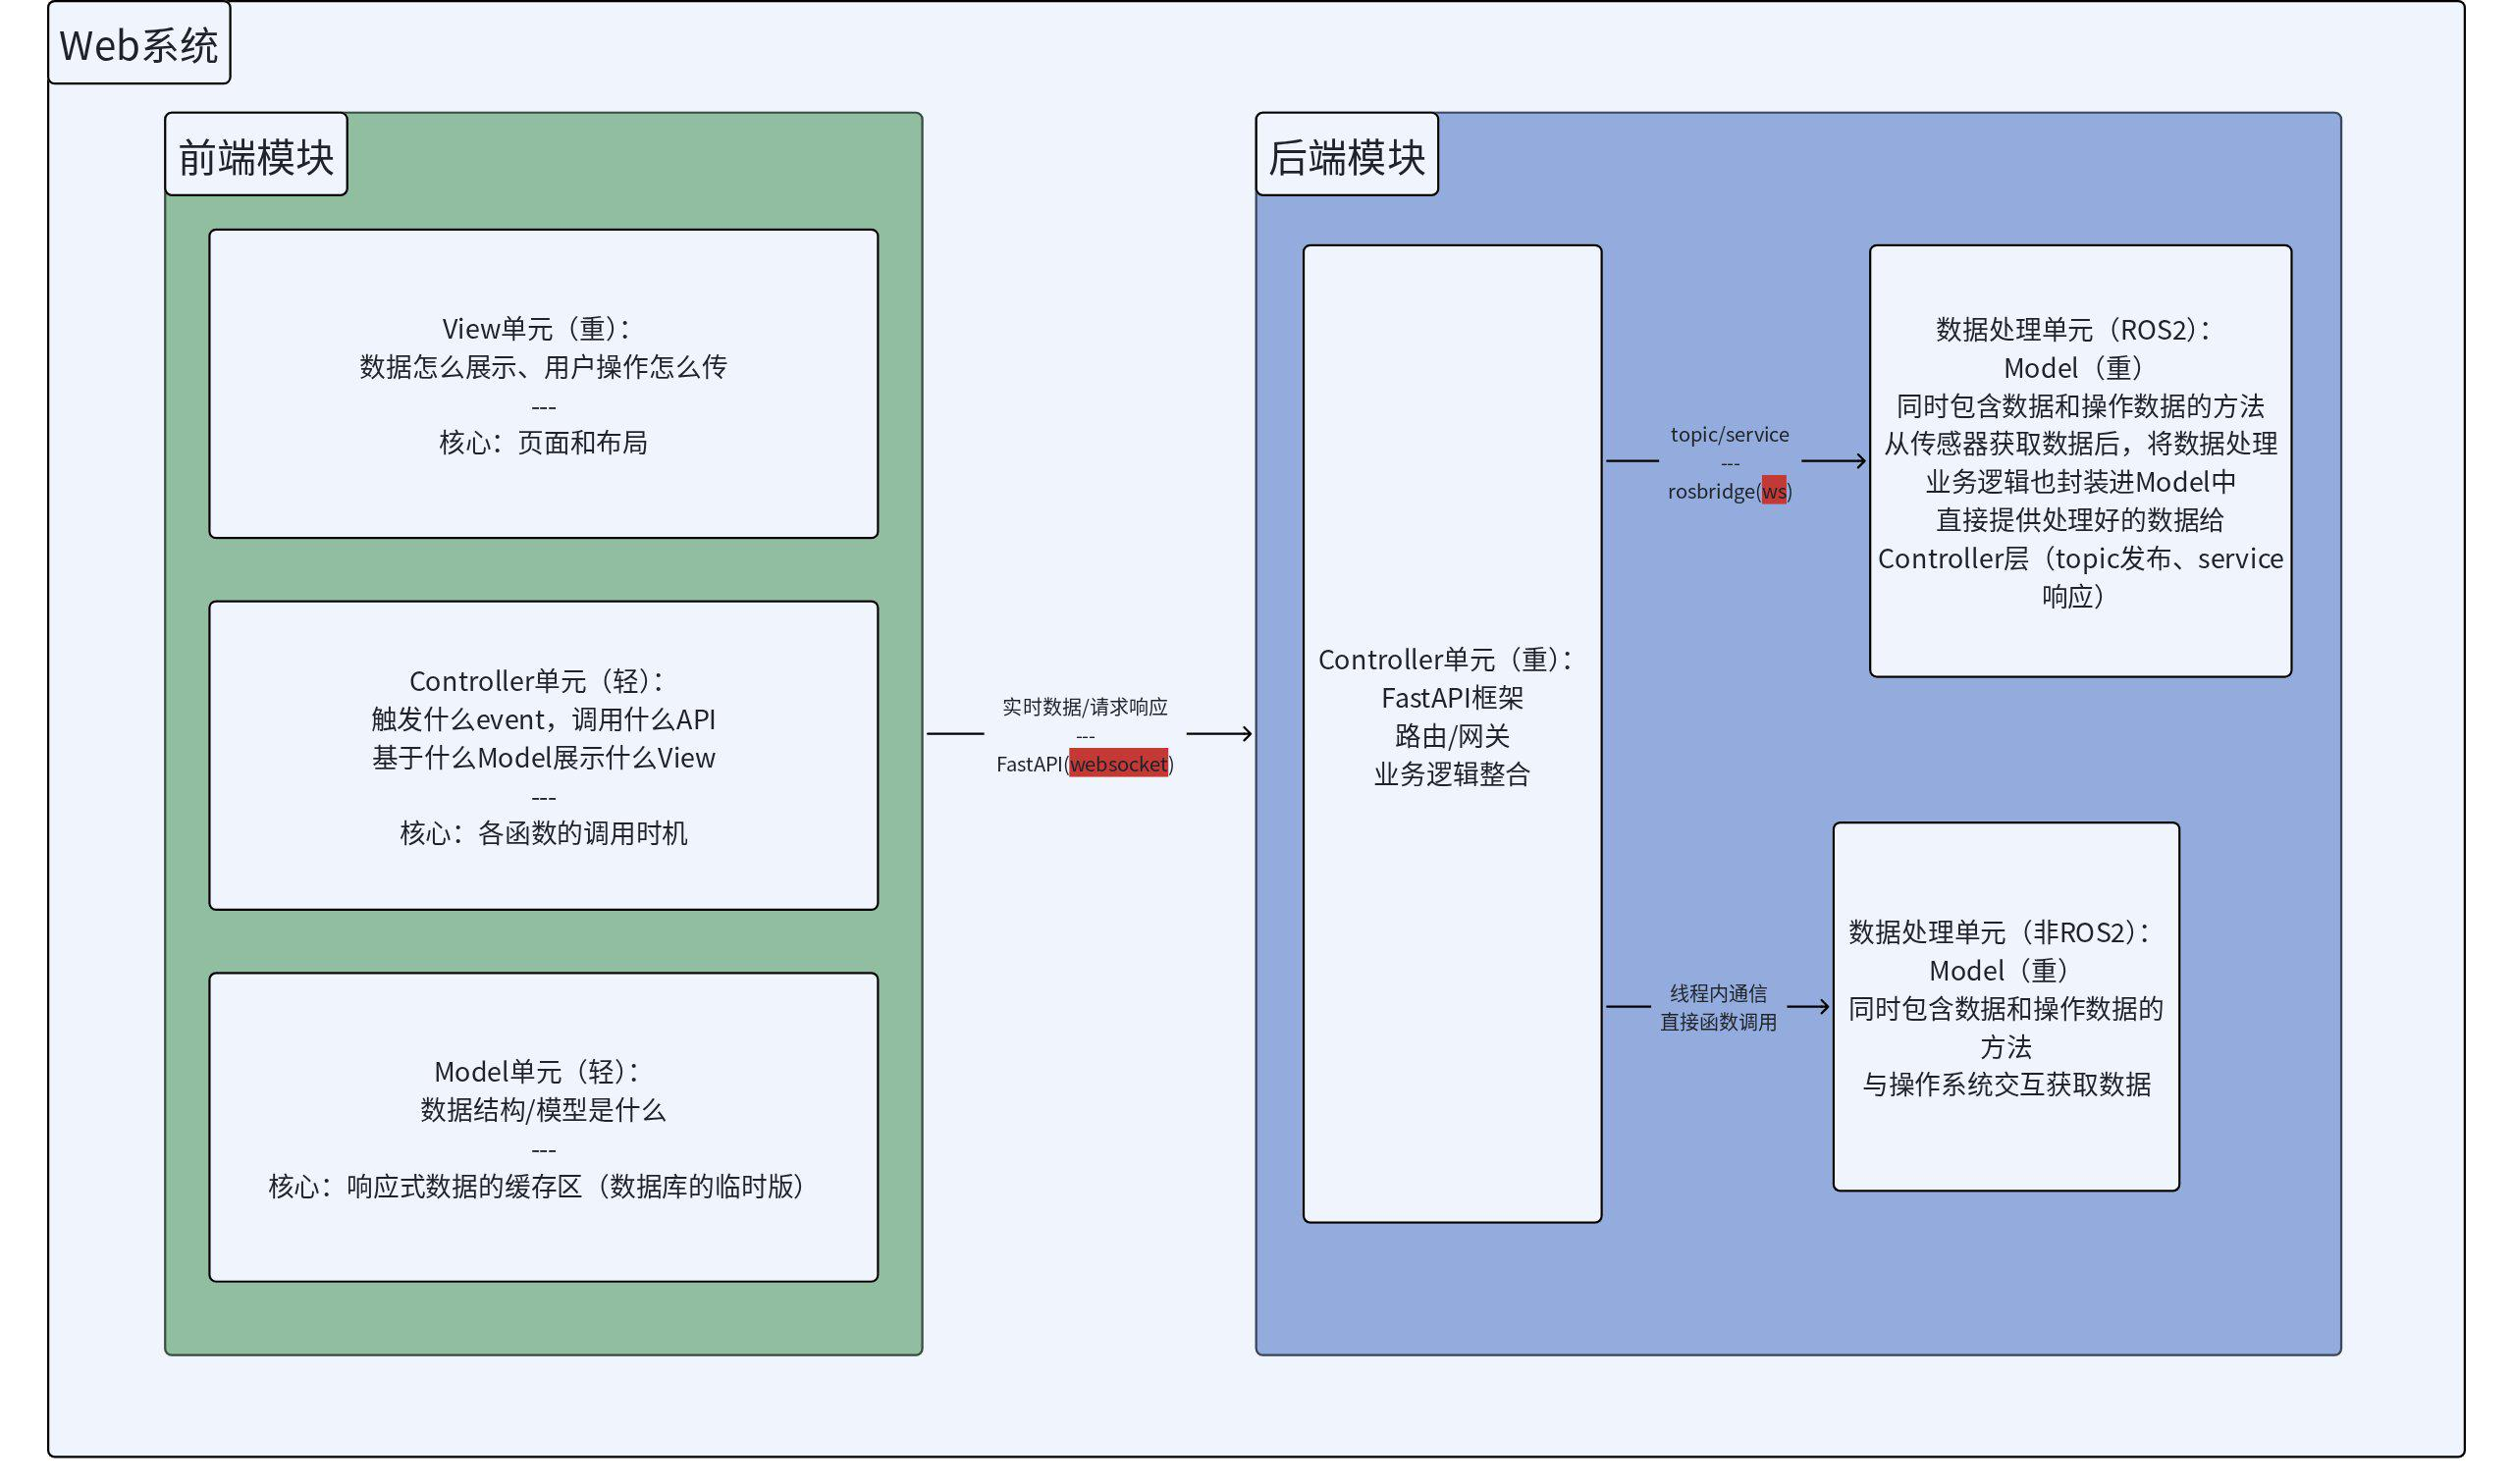 Web系统
前端模块
View单元（重）：
数据怎么展示、用户操作怎么传
---
核心：页面和布局
Controller单元（轻）：
触发什么event，调用什么API
基于什么Model展示什么View
---
核心：各函数的调用时机
Model单元（轻）：
数据结构/模型是什么
---
核心：响应式数据的缓存区（数据库的临时版）
实时数据/请求响应
---
FastAPI(websocket)
后端模块
Controller单元（重）：
FastAPI框架
路由/网关
业务逻辑整合
topic/service
---
rosbridge(ws)
数据处理单元（ROS2）：
Model（重）
同时包含数据和操作数据的方法
从传感器获取数据后，将数据处理
业务逻辑也封装进Model中
直接提供处理好的数据给
Controller层（topic发布、service
响应）
线程内通信
直接函数调用
数据处理单元（非ROS2）：
Model（重）
同时包含数据和操作数据的
方法
与操作系统交互获取数据